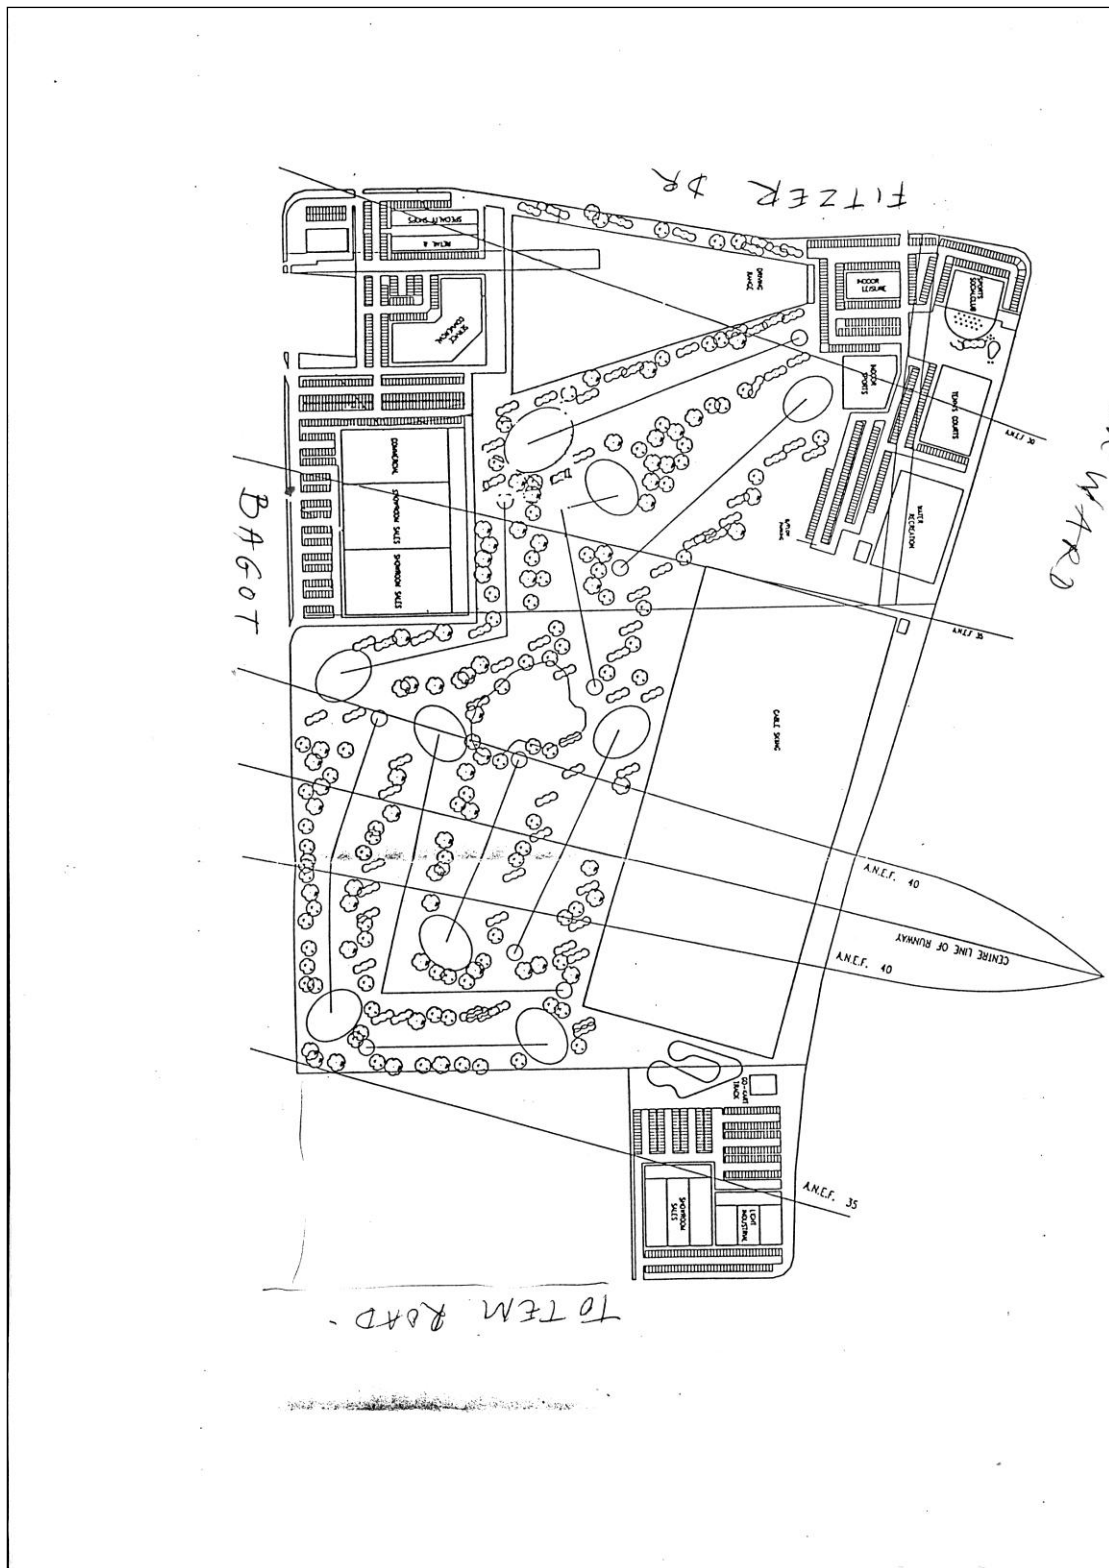 FITZER DR
SPECIALITY SHOPS
RETAIL &
SERVICE
COMMERCIAL
DRIVING
RANGE
SPORTS
SOCIAL CLUB
INDOOR
SPORTS
TENNIS COURTS
A.N.E.F. 30
WATER
RECREATION
WARD
COMMERCIAL
SHOWROOM SALES
SHOWROOM SALES
BAGOT
A.N.E.F. 35
CABLE SKIING
A.N.E.F. 40
CENTRE LINE OF RUNWAY
A.N.E.F. 40
GO-KART
TRACK
A.N.E.F. 35
SHOWROOM
SALES
LIGHT
INDUSTRIAL
TOTEM ROAD